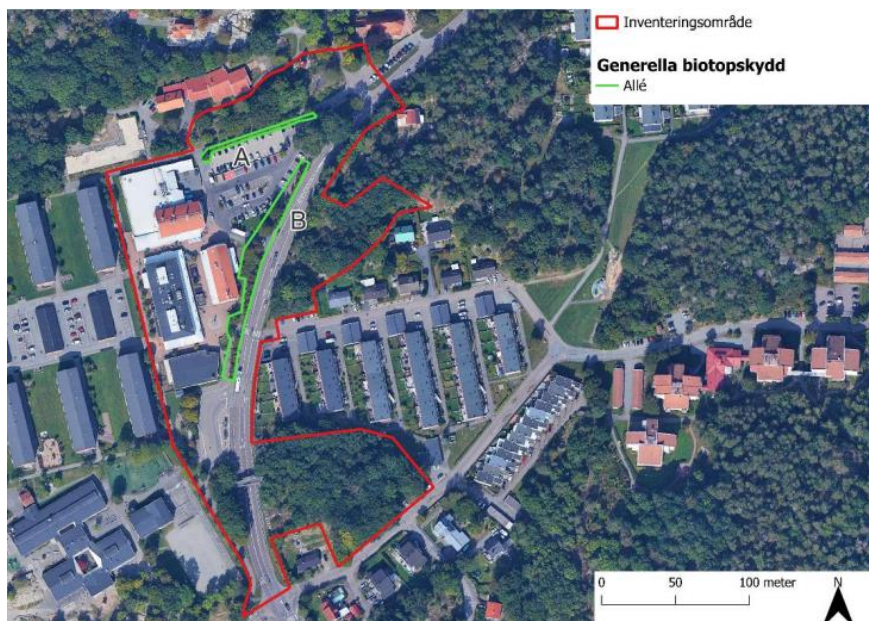 Inventeringsområde
Generella biotopskydd
Allé
A
B
0 50 100 meter
N